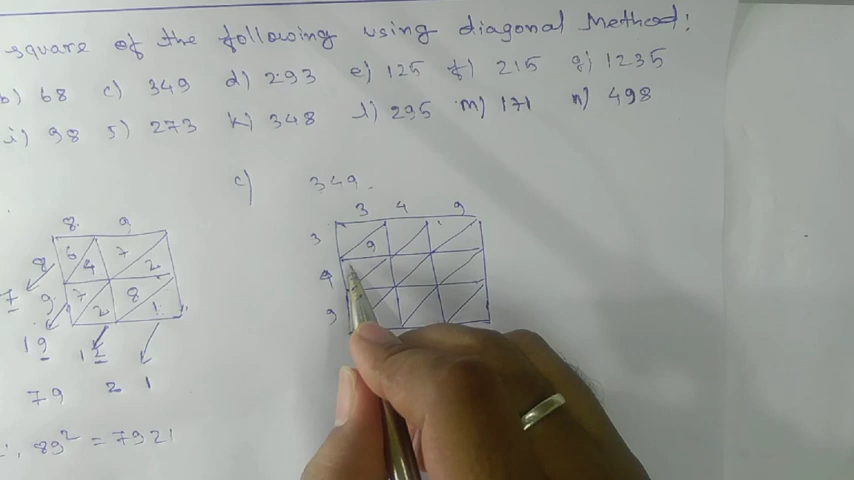 square of the following using diagonal Method:
b) 68 c) 349 d) 293 e) 125 f) 215 g) 1235
i) 98 j) 273 k) 348 l) 295 m) 171 n) 498
c) 349.
8 9
3 4 9
8 6 4 7 2
3 9
4
9 7 2 8 1
9
7
19 12
79 2 1
∴, 89² = 7921